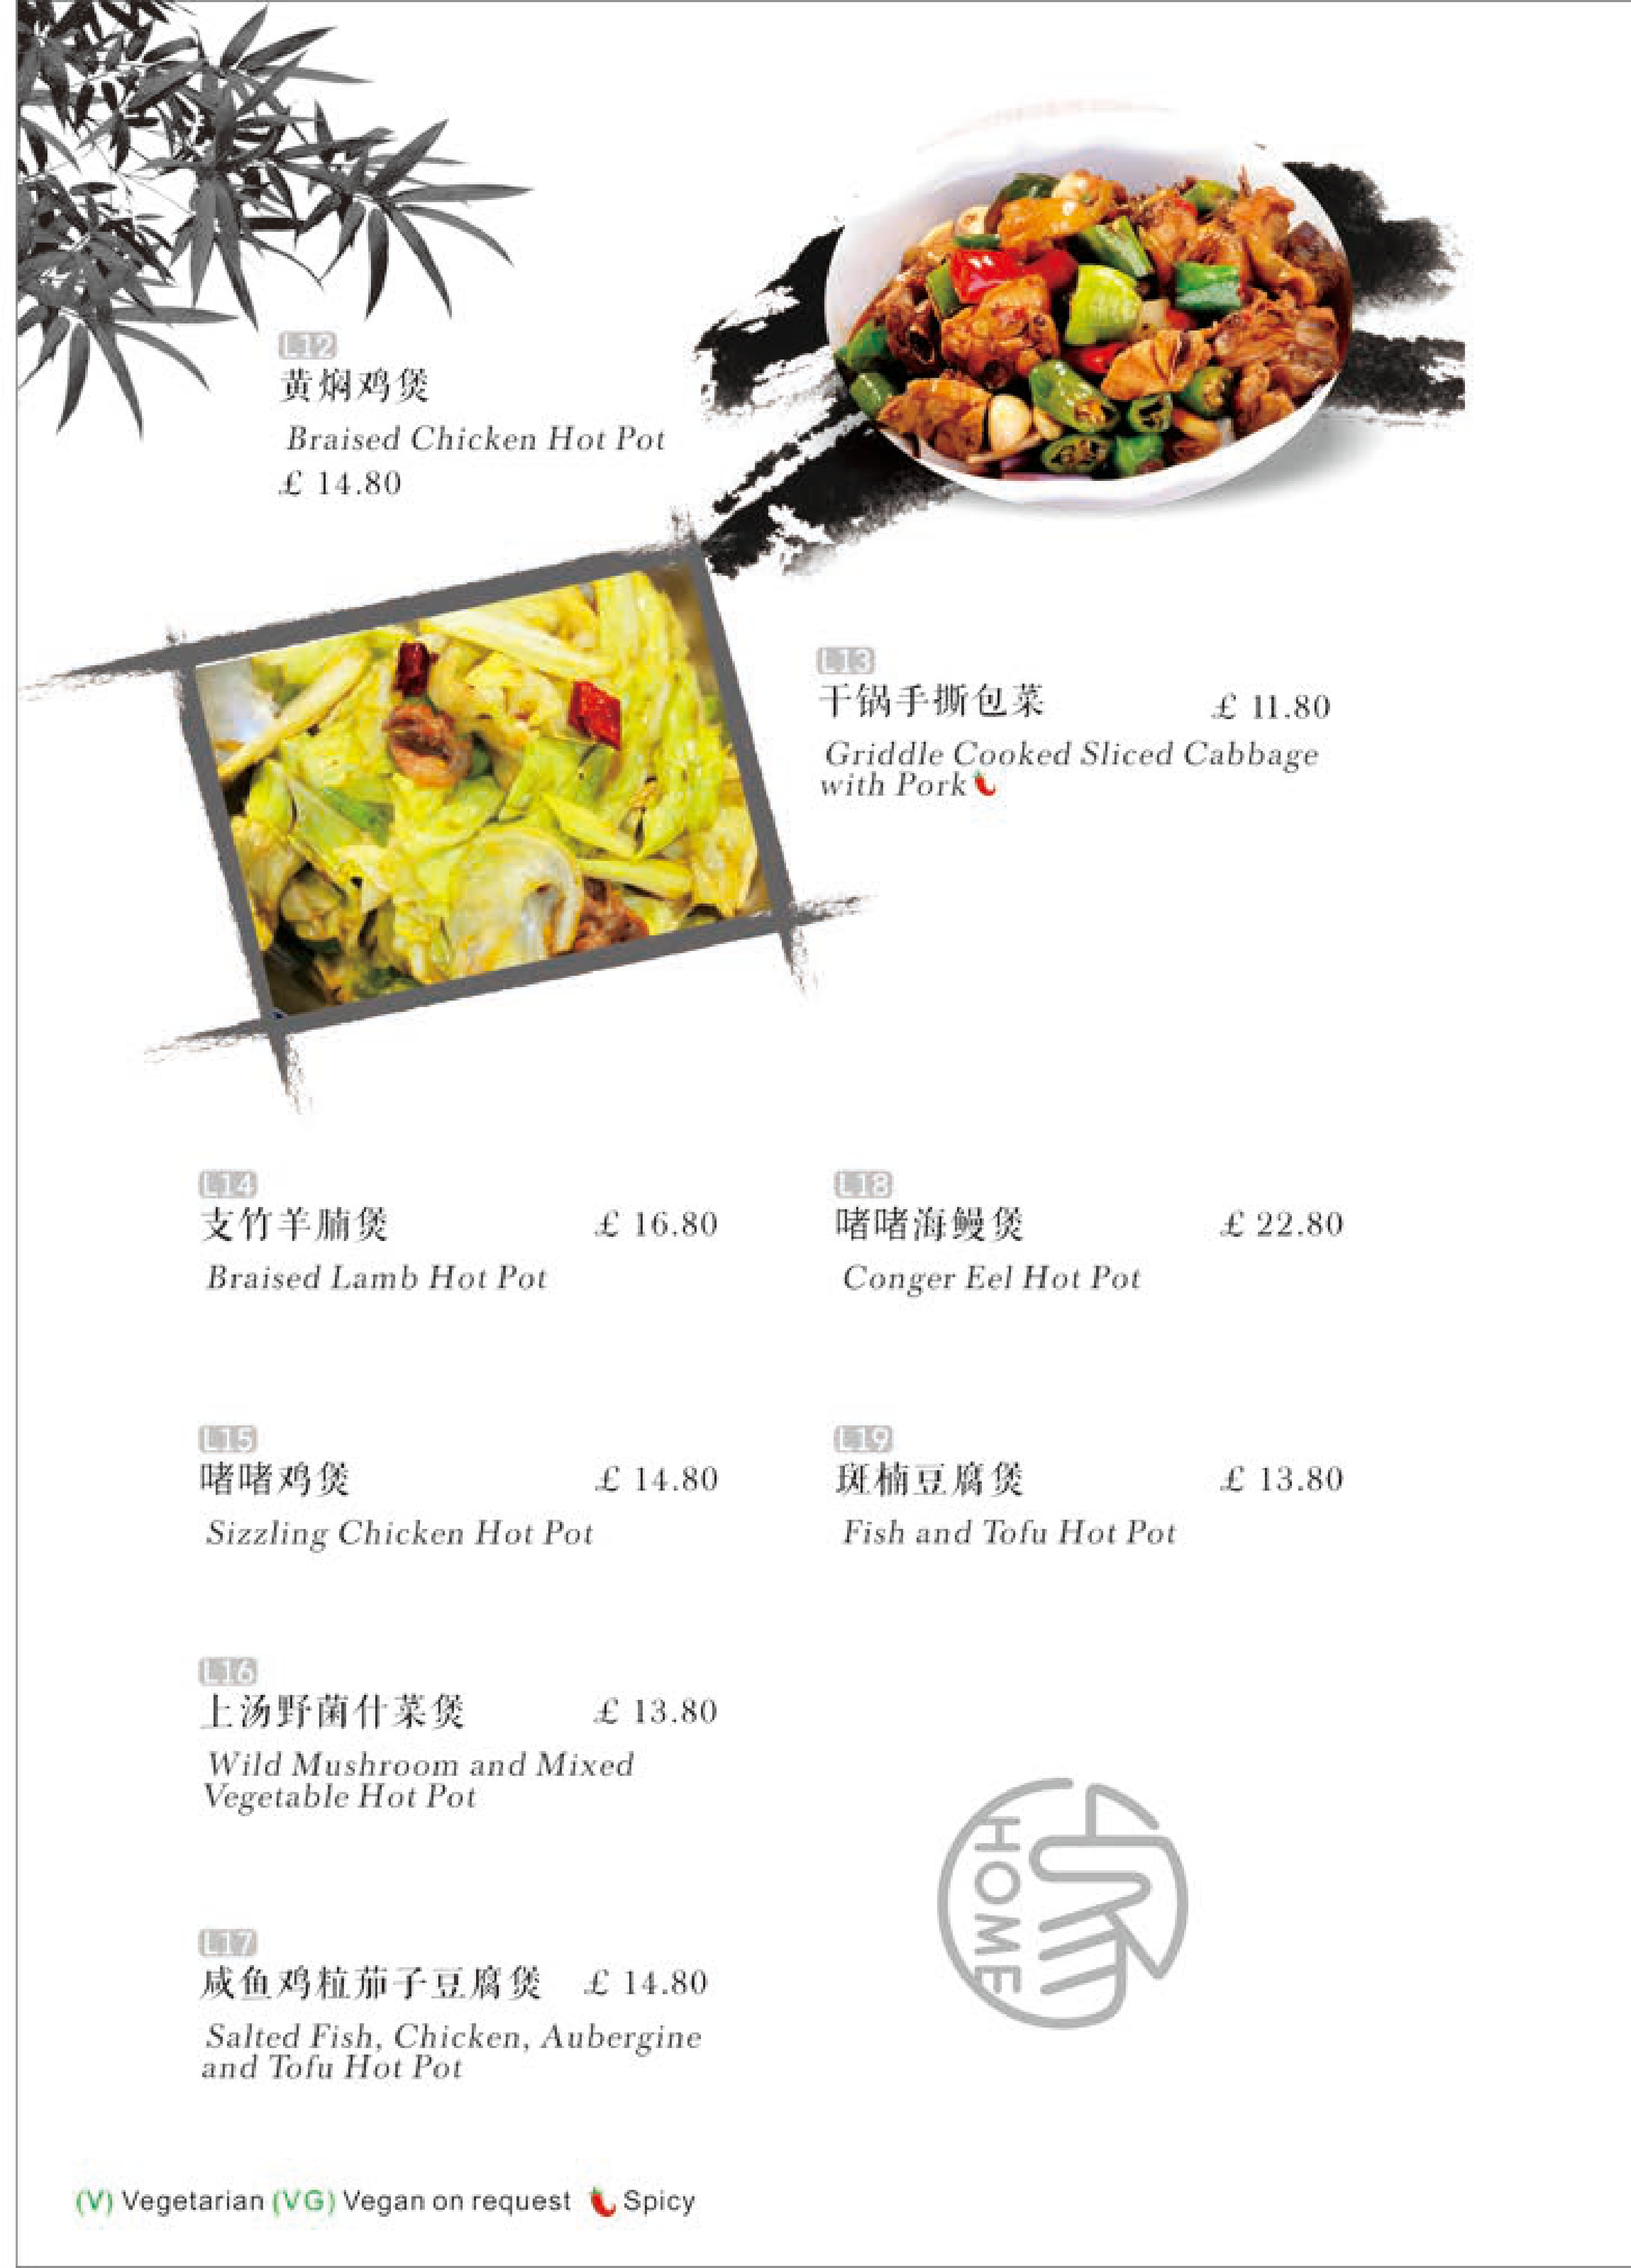 L12
黄焖鸡煲
Braised Chicken Hot Pot
£ 14.80
L13
干锅手撕包菜 £ 11.80
Griddle Cooked Sliced Cabbage
with Pork
L14
支竹羊腩煲 £ 16.80
Braised Lamb Hot Pot
L15
啫啫鸡煲 £ 14.80
Sizzling Chicken Hot Pot
L16
上汤野菌什菜煲 £ 13.80
Wild Mushroom and Mixed
Vegetable Hot Pot
L17
咸鱼鸡粒茄子豆腐煲 £ 14.80
Salted Fish, Chicken, Aubergine
and Tofu Hot Pot
L18
啫啫海鳗煲 £ 22.80
Conger Eel Hot Pot
L19
斑楠豆腐煲 £ 13.80
Fish and Tofu Hot Pot
HOME
家
(V) Vegetarian (VG) Vegan on request Spicy